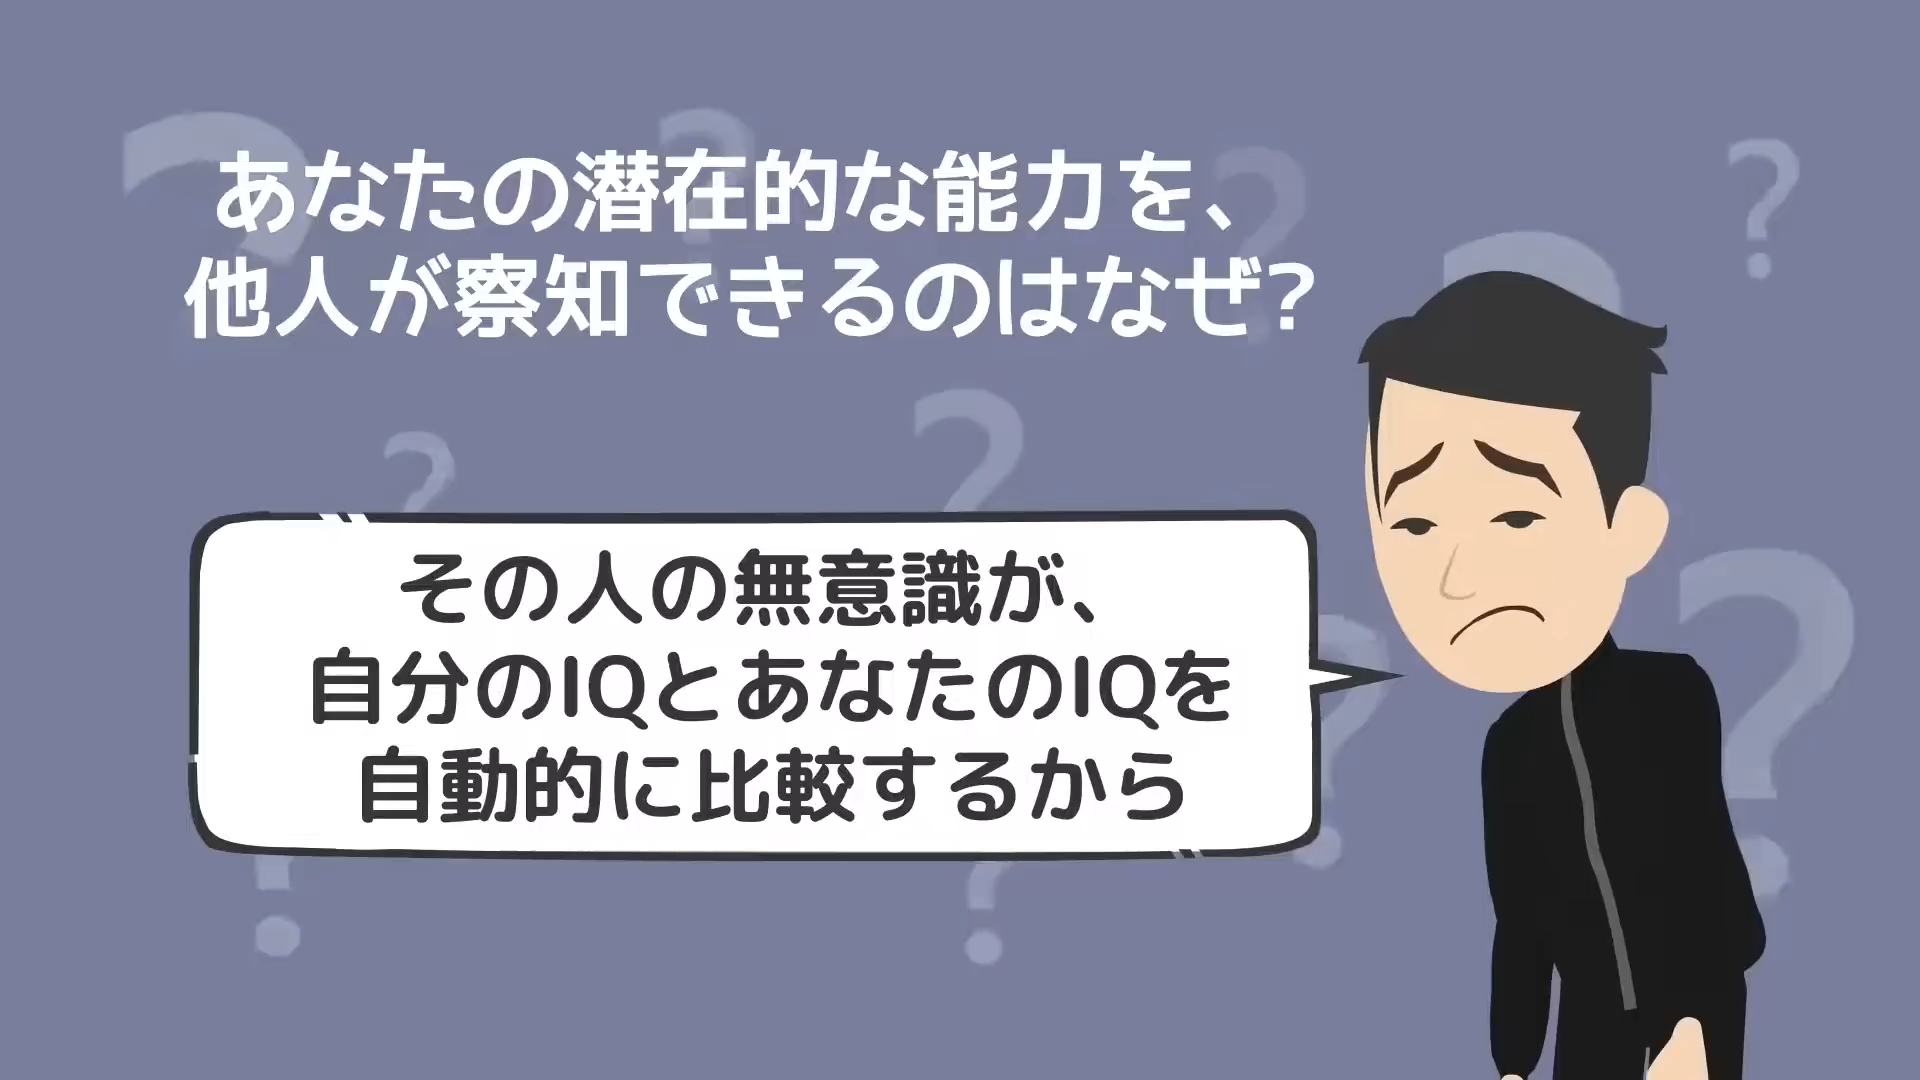 あなたの潜在的な能力を、
他人が察知できるのはなぜ?
その人の無意識が、
自分のIQとあなたのIQを
自動的に比較するから